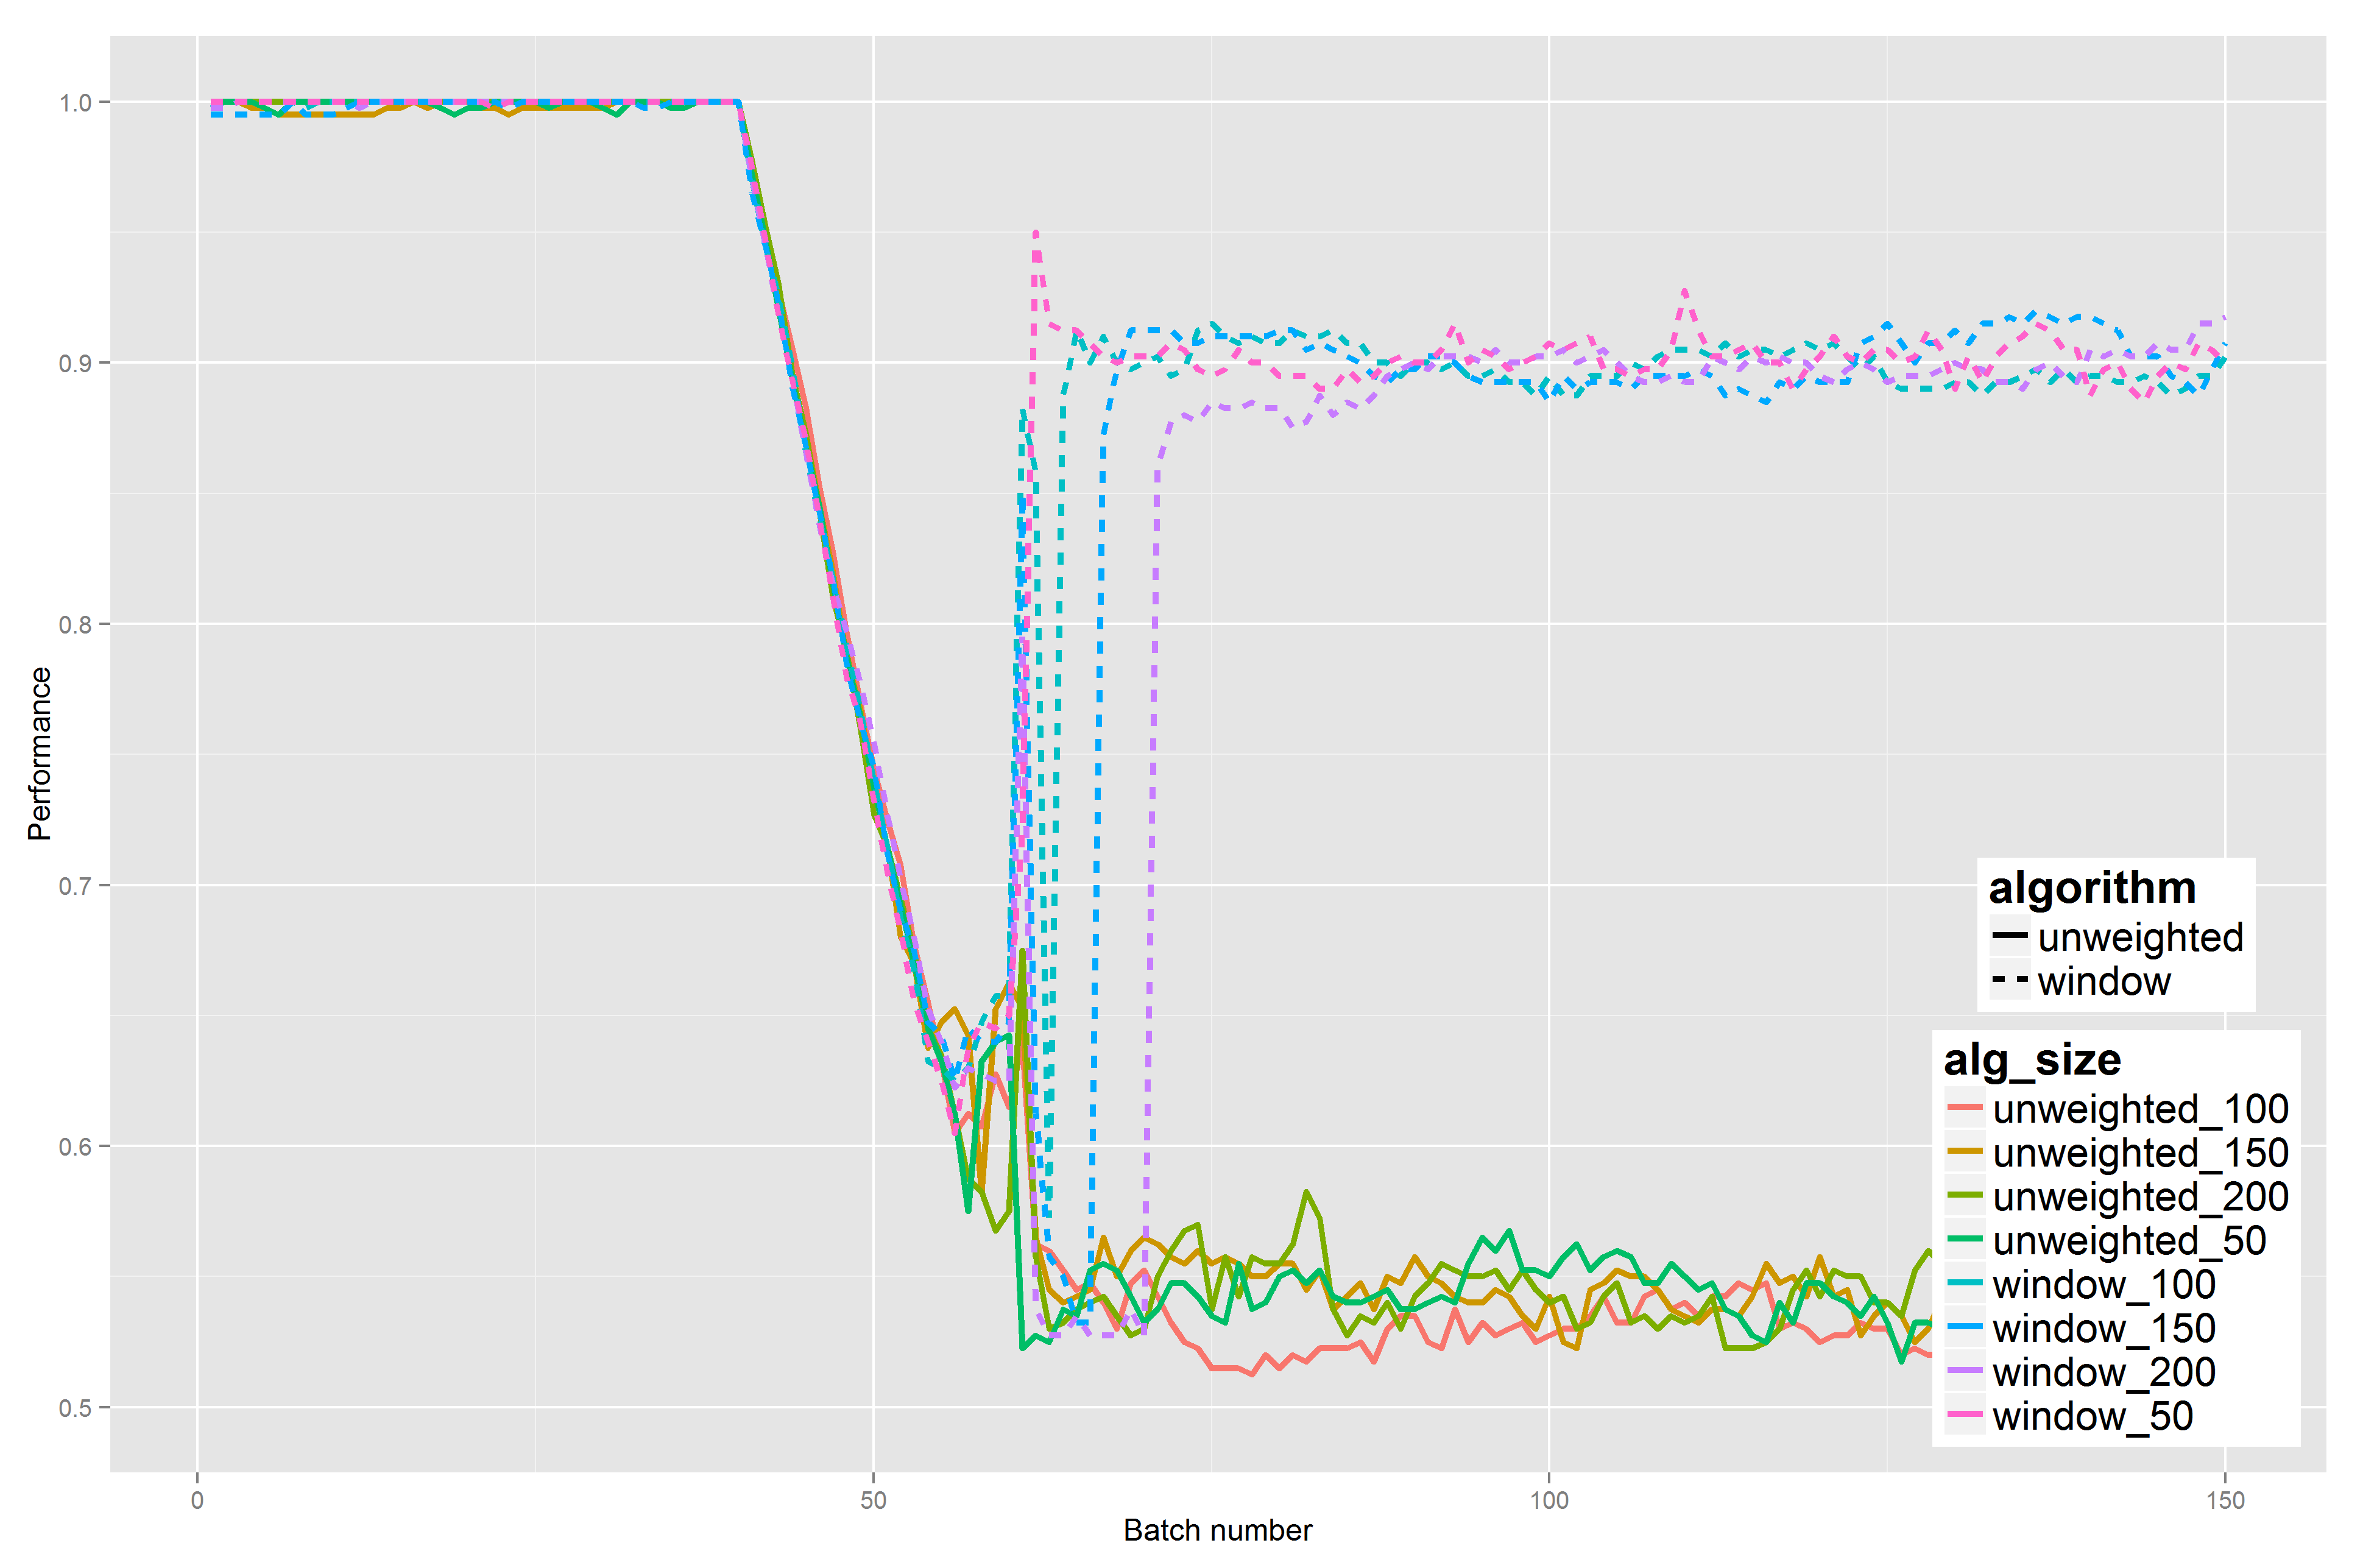 1.0
0.9
0.8
0.7
0.6
0.5
Performance
0
50
100
150
Batch number
algorithm
unweighted
window
alg_size
unweighted_100
unweighted_150
unweighted_200
unweighted_50
window_100
window_150
window_200
window_50